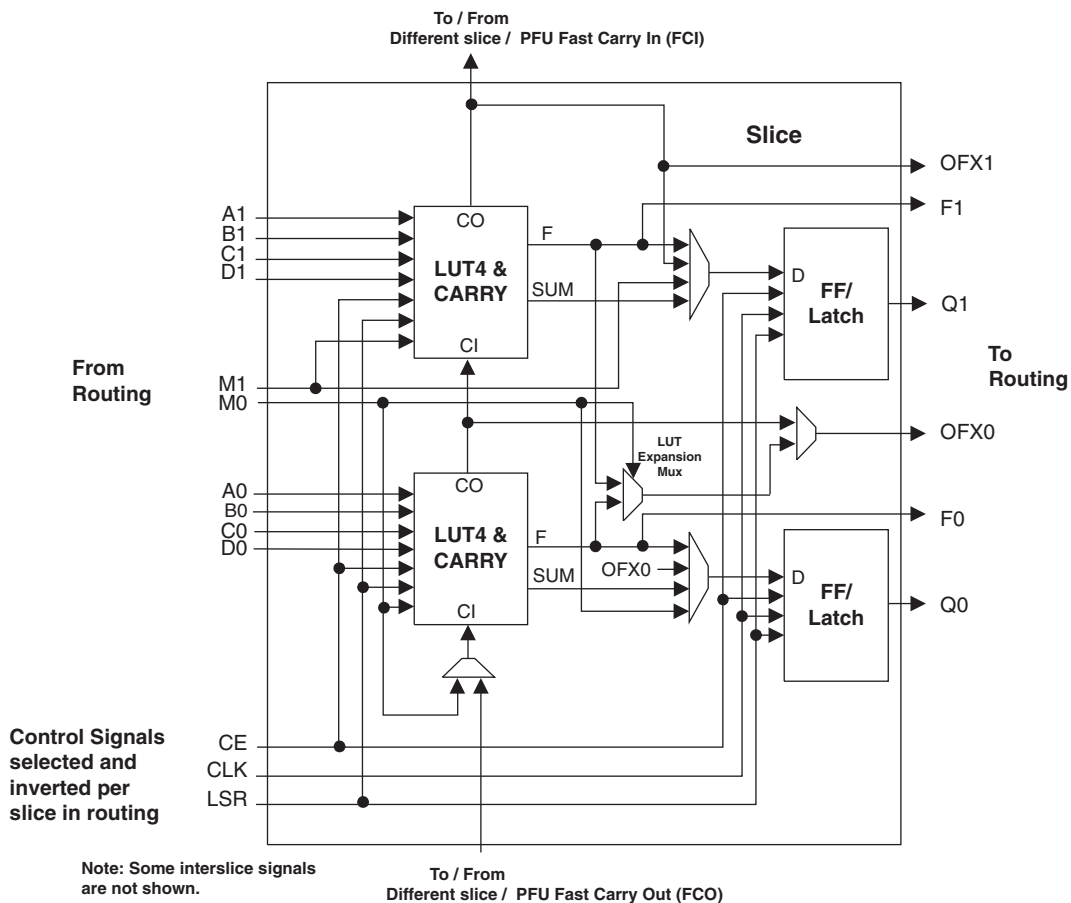 To / From
Different slice / PFU Fast Carry In (FCI)
Slice
OFX1
F1
A1
B1
C1
D1
CO
LUT4 &
CARRY
CI
F
SUM
D
FF/
Latch
Q1
From
Routing
M1
M0
To
Routing
OFX0
LUT
Expansion
Mux
A0
B0
C0
D0
CO
LUT4 &
CARRY
CI
F
OFX0
SUM
F0
D
FF/
Latch
Q0
Control Signals
selected and
inverted per
slice in routing
CE
CLK
LSR
Note: Some interslice signals
are not shown.
To / From
Different slice / PFU Fast Carry Out (FCO)